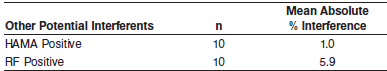 Mean Absolute
Other Potential Interferents n % Interference
HAMA Positive 10 1.0
RF Positive 10 5.9